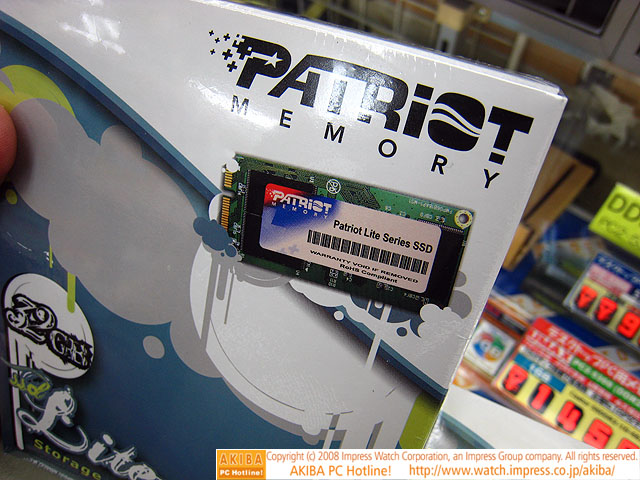 PATRIOT
MEMORY
PATRIOT
MEMORY
Patriot Lite Series SSD
WARRANTY VOID IF REMOVED
RoHS Compliant
32GB
Lite
Storage
DD
AKIBA
PC Hotline!
Copyright (c) 2008 Impress Watch Corporation, an Impress Group company. All rights reserved.
AKIBA PC Hotline! http://www.watch.impress.co.jp/akiba/